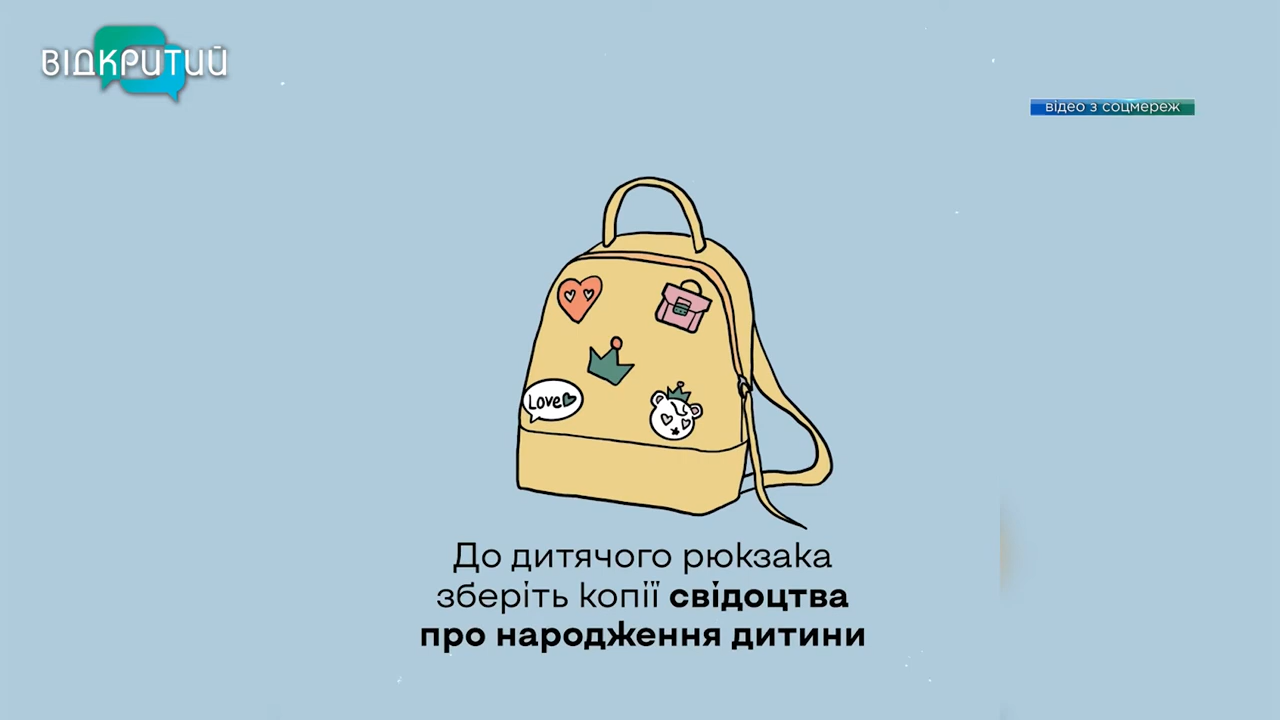 ВІДКРИТИЙ
відео з соцмереж
Love
До дитячого рюкзака
зберіть копії свідоцтва
про народження дитини